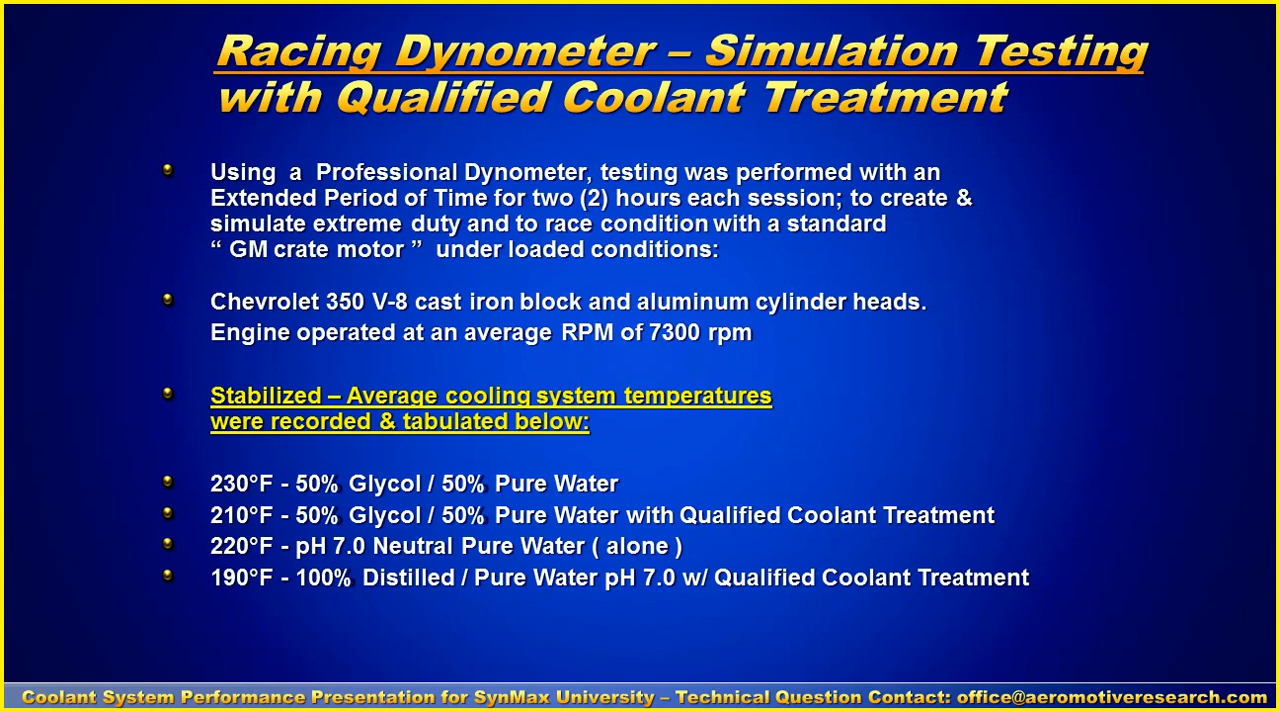 Racing Dynometer – Simulation Testing
with Qualified Coolant Treatment
Using a Professional Dynometer, testing was performed with an
Extended Period of Time for two (2) hours each session; to create &
simulate extreme duty and to race condition with a standard
“ GM crate motor ” under loaded conditions:
Chevrolet 350 V-8 cast iron block and aluminum cylinder heads.
Engine operated at an average RPM of 7300 rpm
Stabilized – Average cooling system temperatures
were recorded & tabulated below:
230°F - 50% Glycol / 50% Pure Water
210°F - 50% Glycol / 50% Pure Water with Qualified Coolant Treatment
220°F - pH 7.0 Neutral Pure Water ( alone )
190°F - 100% Distilled / Pure Water pH 7.0 w/ Qualified Coolant Treatment
Coolant System Performance Presentation for SynMax University – Technical Question Contact: office@aeromotiveresearch.com